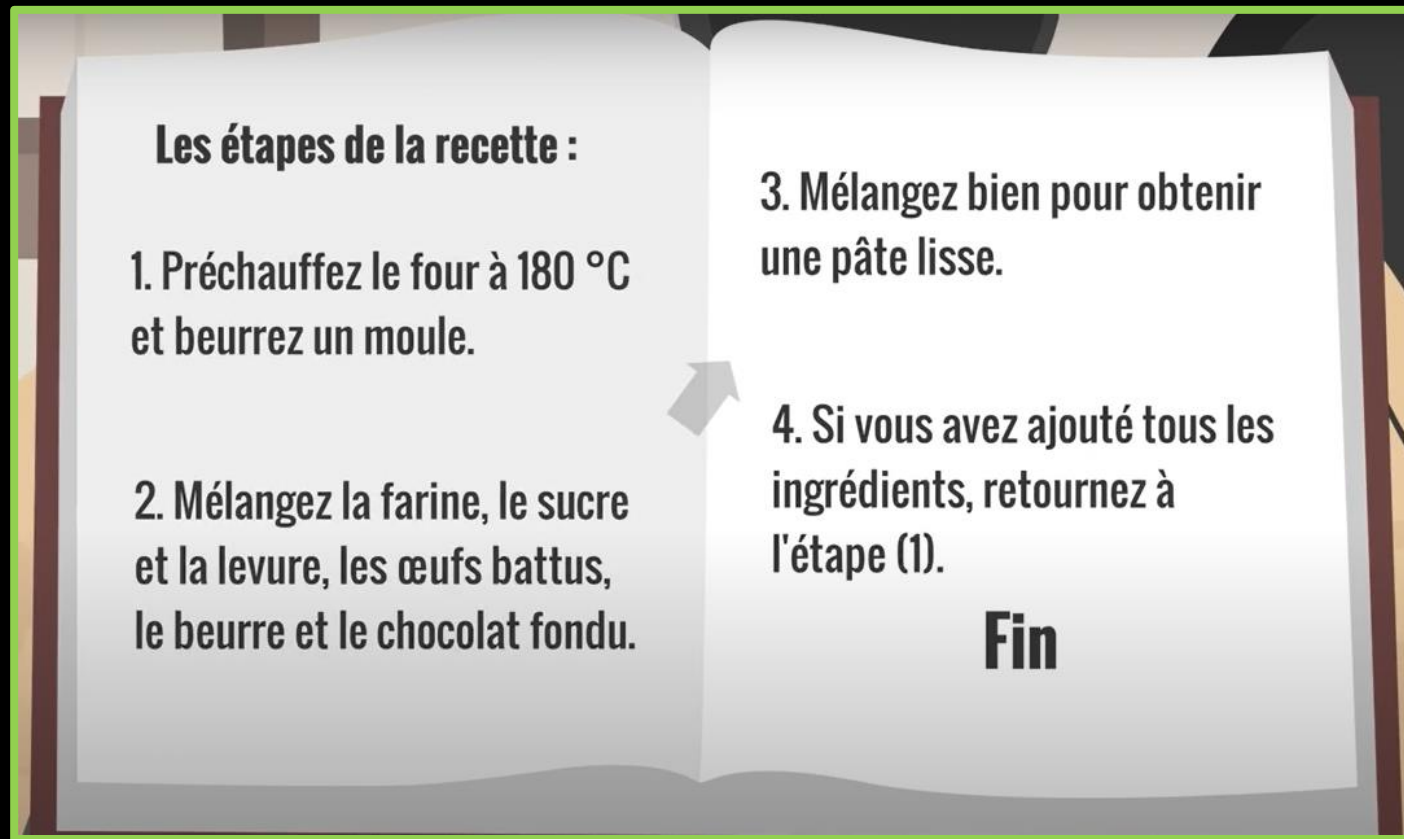 Les étapes de la recette :
1. Préchauffez le four à 180 °C
et beurrez un moule.
2. Mélangez la farine, le sucre
et la levure, les œufs battus,
le beurre et le chocolat fondu.
3. Mélangez bien pour obtenir
une pâte lisse.
4. Si vous avez ajouté tous les
ingrédients, retournez à
l'étape (1).
Fin